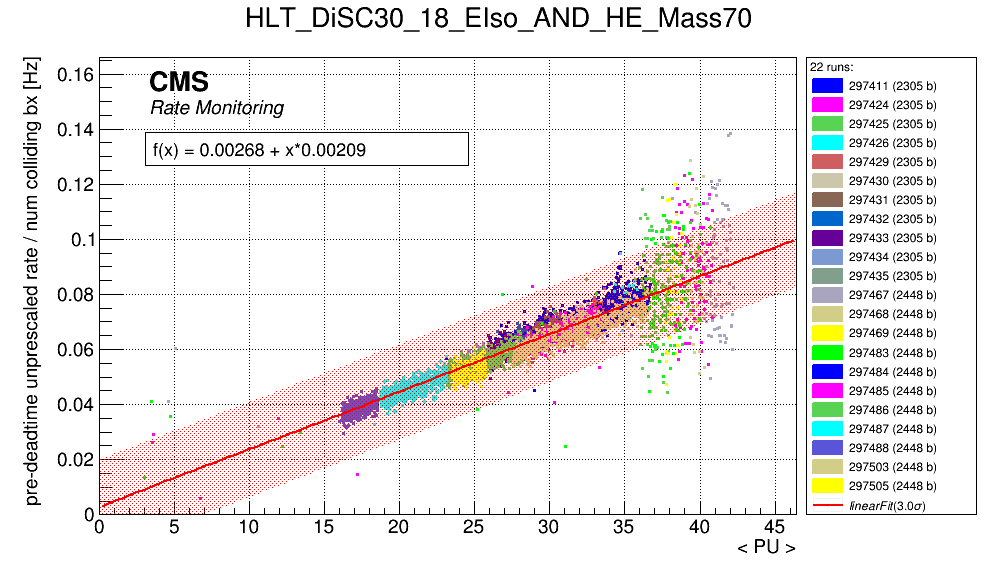 HLT_DiSC30_18_EIso_AND_HE_Mass70
pre-deadtime unprescaled rate / num colliding bx [Hz]
0.16
0.14
0.12
0.1
0.08
0.06
0.04
0.02
0
CMS
Rate Monitoring
f(x) = 0.00268 + x*0.00209
0 5 10 15 20 25 30 35 40 45
< PU >
22 runs:
297411 (2305 b)
297424 (2305 b)
297425 (2305 b)
297426 (2305 b)
297429 (2305 b)
297430 (2305 b)
297431 (2305 b)
297432 (2305 b)
297433 (2305 b)
297434 (2305 b)
297435 (2305 b)
297467 (2448 b)
297468 (2448 b)
297469 (2448 b)
297483 (2448 b)
297484 (2448 b)
297485 (2448 b)
297486 (2448 b)
297487 (2448 b)
297488 (2448 b)
297503 (2448 b)
297505 (2448 b)
linearFit(3.0σ)